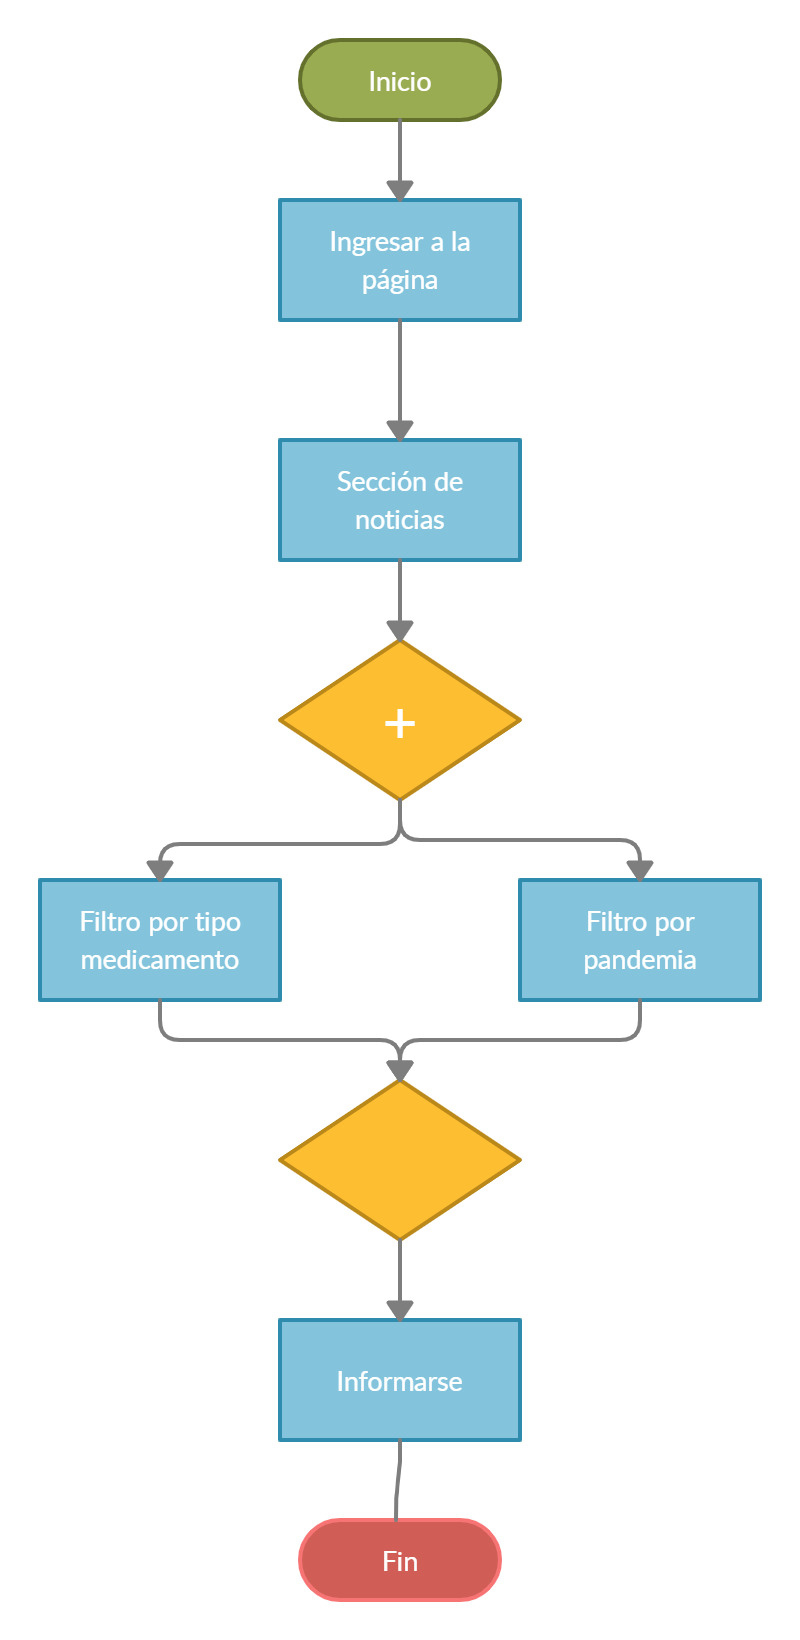 Inicio
Ingresar a la
página
Sección de
noticias
+
Filtro por tipo
medicamento
Filtro por
pandemia
Informarse
Fin